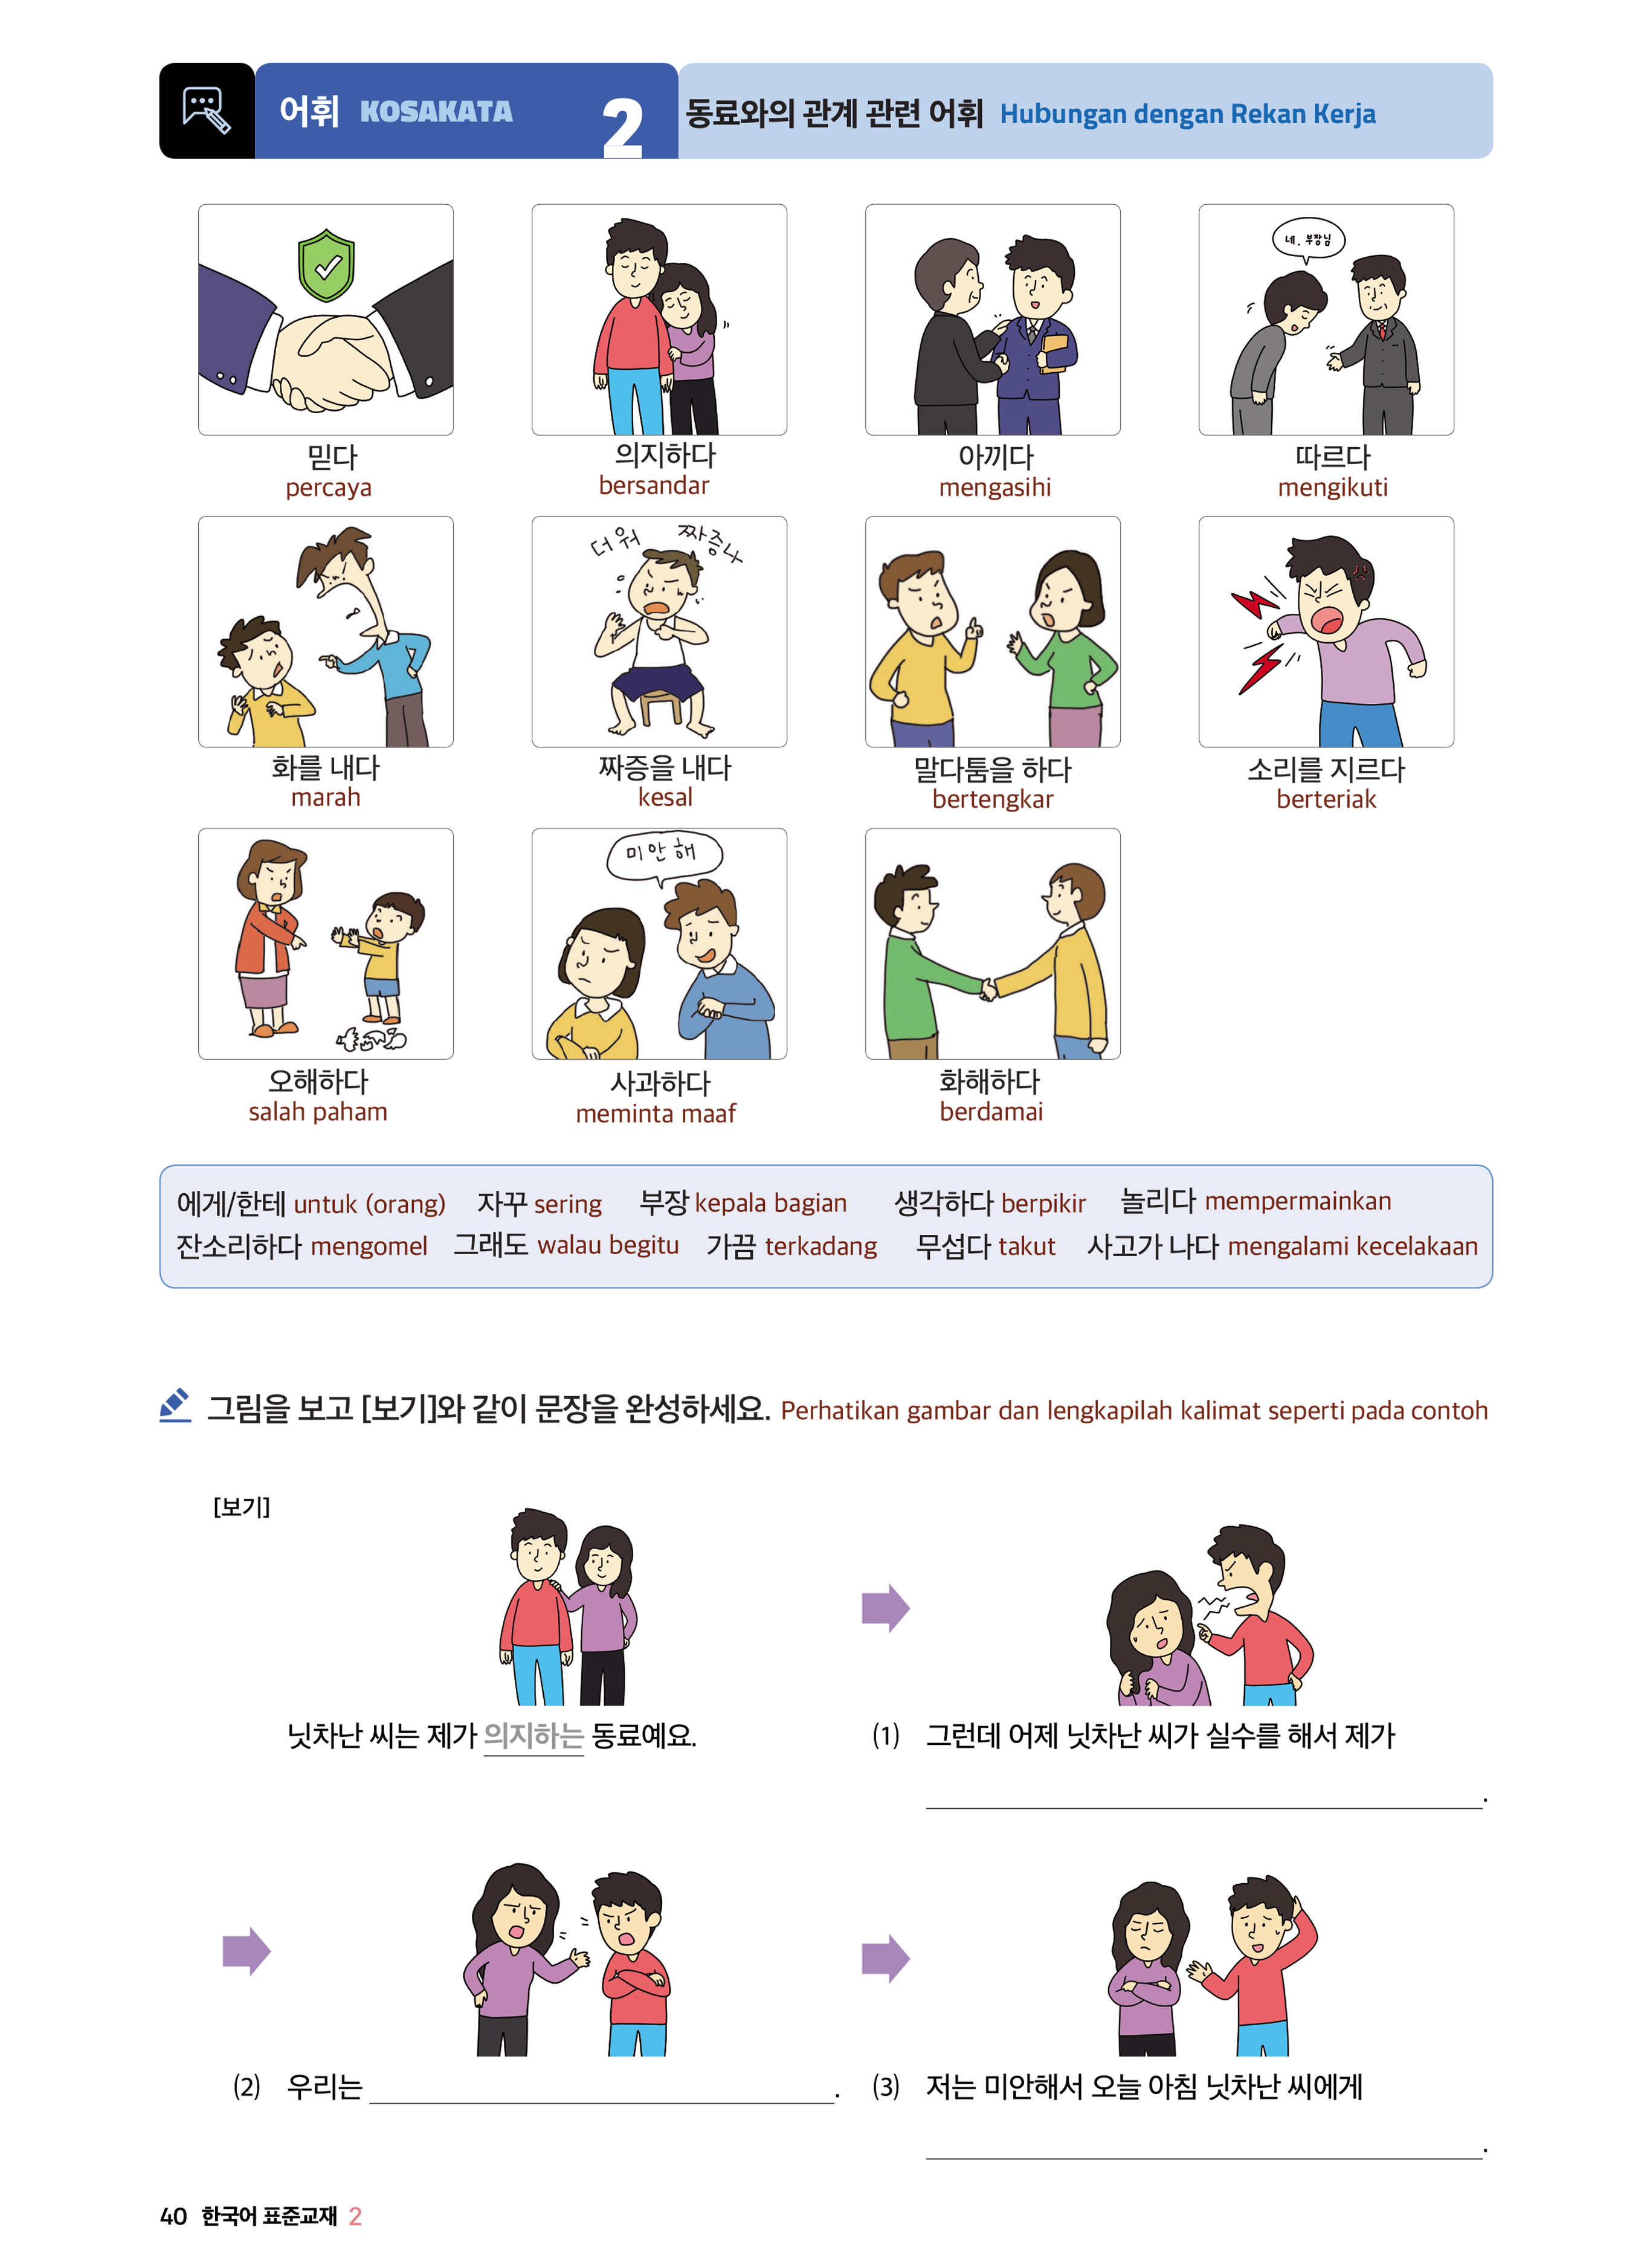 어휘 KOSAKATA 2 동료와의 관계 관련 어휘 Hubungan dengan Rekan Kerja
네, 부장님
믿다 의지하다 아끼다 따르다
percaya bersandar mengasihi mengikuti
더워 짜증나
화를 내다 짜증을 내다 말다툼을 하다 소리를 지르다
marah kesal bertengkar berteriak
미안해
오해하다 사과하다 화해하다
salah paham meminta maaf berdamai
에게/한테 untuk (orang) 자꾸 sering 부장 kepala bagian 생각하다 berpikir 놀리다 mempermainkan
잔소리하다 mengomel 그래도 walau begitu 가끔 terkadang 무섭다 takut 사고가 나다 mengalami kecelakaan
그림을 보고 [보기]와 같이 문장을 완성하세요. Perhatikan gambar dan lengkapilah kalimat seperti pada contoh
[보기]
닛차난 씨는 제가 의지하는 동료예요.
(1) 그런데 어제 닛차난 씨가 실수를 해서 제가
.
(2) 우리는 .
(3) 저는 미안해서 오늘 아침 닛차난 씨에게
.
40 한국어 표준교재 2